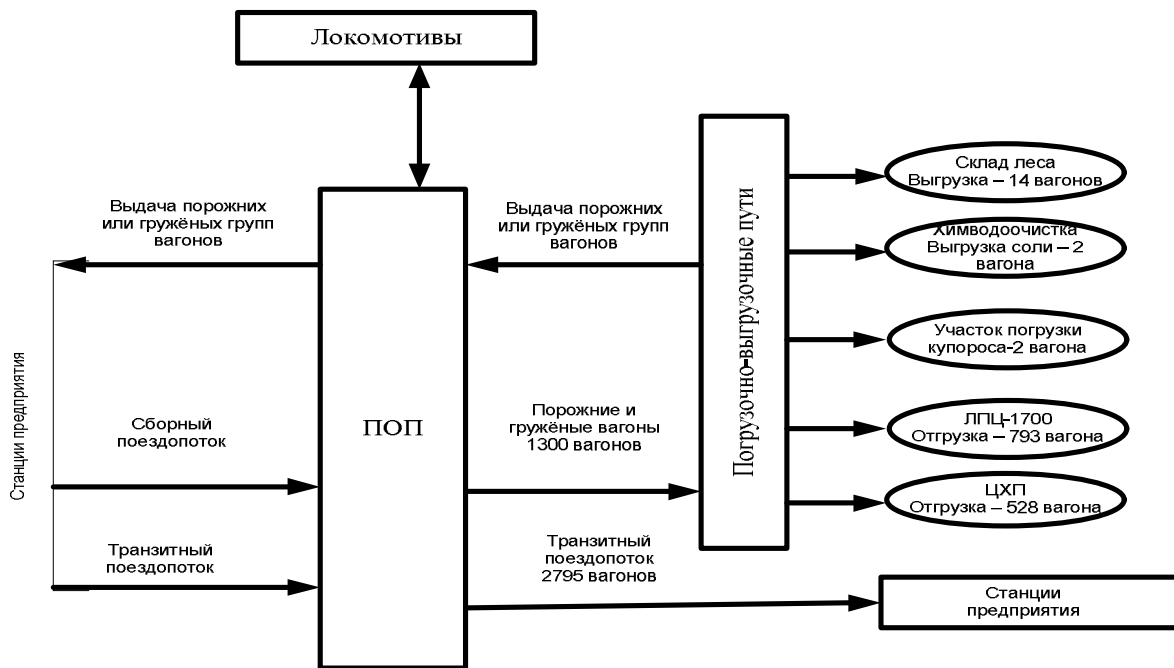 Локомотивы
Выдача порожних
или гружёных групп
вагонов
Выдача порожних
или гружёных групп
вагонов
Станции предприятия
Сборный
поездопоток
Транзитный
поездопоток
ПОП
Порожние и
гружёные вагоны
1300 вагонов
Транзитный
поездопоток
2795 вагонов
Погрузочно-выгрузочные пути
Склад леса
Выгрузка – 14 вагонов
Химводоочистка
Выгрузка соли – 2
вагона
Участок погрузки
купороса-2 вагона
ЛПЦ-1700
Отгрузка – 793 вагона
ЦХП
Отгрузка – 528 вагона
Станции
предприятия